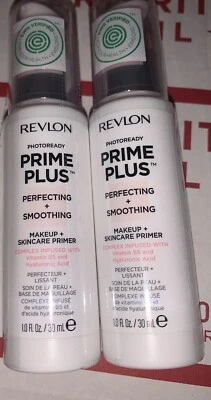 REVLON
PHOTOREADY
PRIME
PLUS™
PERFECTING
+
SMOOTHING
MAKEUP +
SKINCARE PRIMER
COMPLEX INFUSED WITH
Vitamin B5 and
Hyaluronic Acid
PERFECTEUR +
LISSANT
SOIN DE LA PEAU +
BASE DE MAQUILLAGE
COMPLEXE INFUSÉ
de vitamine B5 et
d'acide hyaluronique
1.0 fl. oz. / 30 ml ℮
REVLON
PHOTOREADY
PRIME
PLUS™
PERFECTING
+
SMOOTHING
MAKEUP +
SKINCARE PRIMER
COMPLEX INFUSED WITH
Vitamin B5 and
Hyaluronic Acid
PERFECTEUR +
LISSANT
SOIN DE LA PEAU +
BASE DE MAQUILLAGE
COMPLEXE INFUSÉ
de vitamine B5 et
d'acide hyaluronique
1.0 fl. oz. / 30 ml ℮